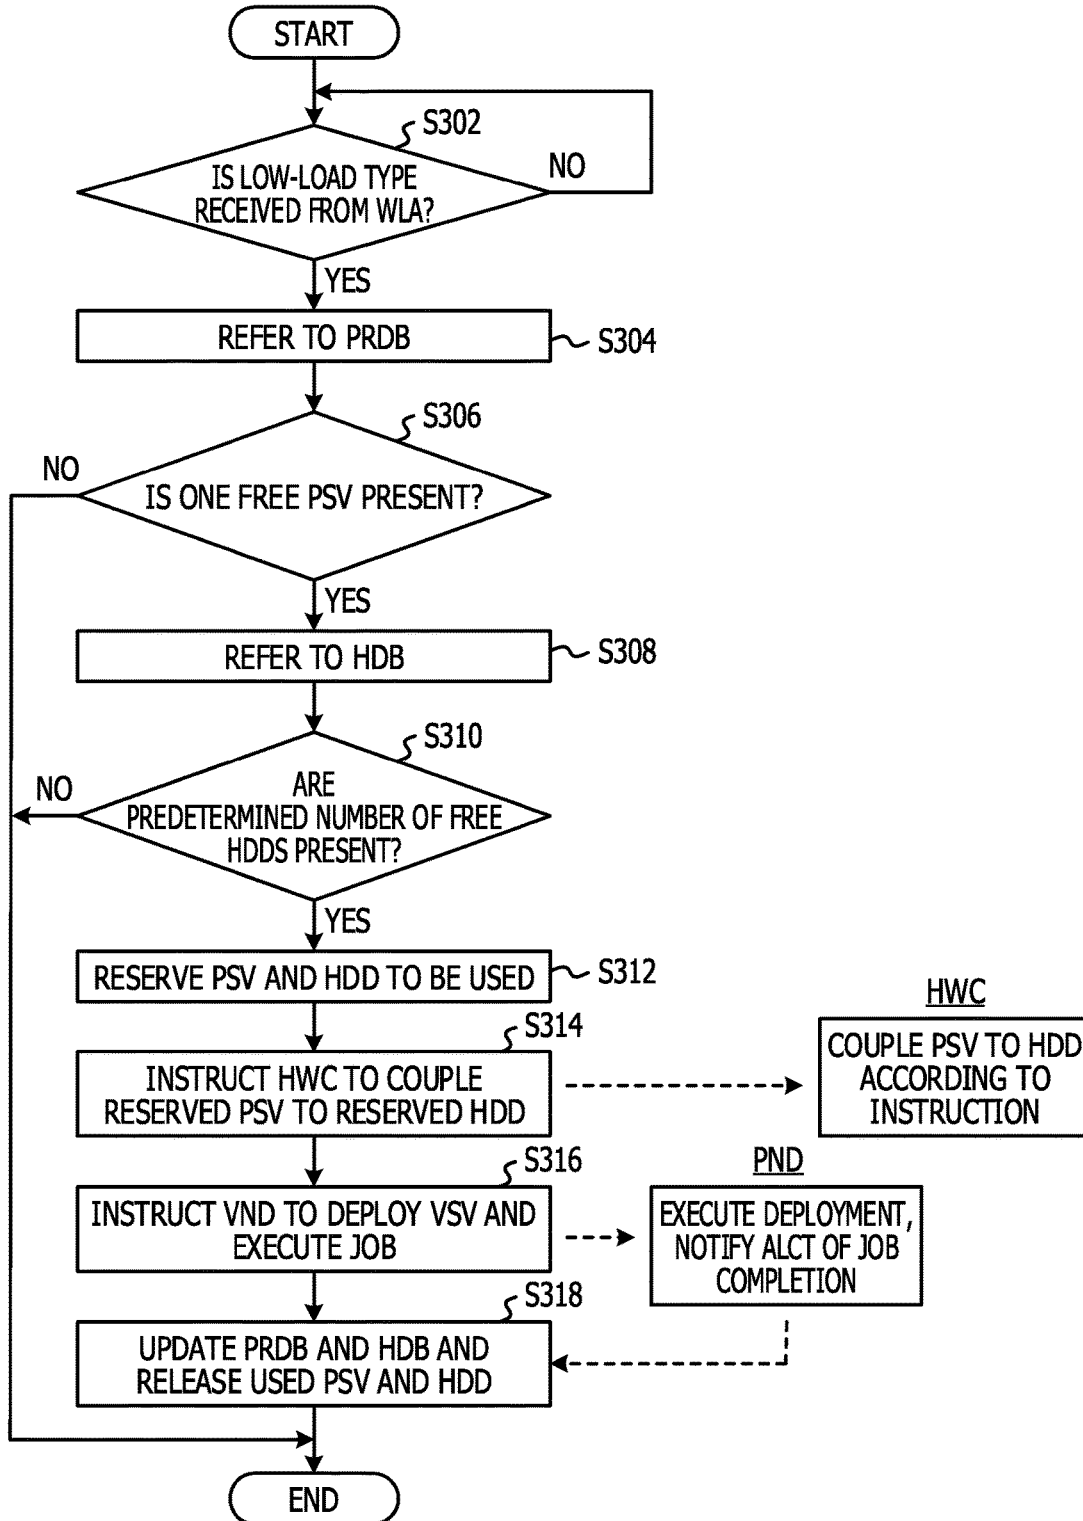 START
S302
IS LOW-LOAD TYPE
RECEIVED FROM WLA?
NO
YES
REFER TO PRDB
S304
S306
NO
IS ONE FREE PSV PRESENT?
YES
REFER TO HDB
S308
S310
NO
ARE
PREDETERMINED NUMBER OF FREE
HDDS PRESENT?
YES
RESERVE PSV AND HDD TO BE USED
S312
S314
INSTRUCT HWC TO COUPLE
RESERVED PSV TO RESERVED HDD
HWC
COUPLE PSV TO HDD
ACCORDING TO
INSTRUCTION
S316
INSTRUCT VND TO DEPLOY VSV AND
EXECUTE JOB
PND
EXECUTE DEPLOYMENT,
NOTIFY ALCT OF JOB
COMPLETION
S318
UPDATE PRDB AND HDB AND
RELEASE USED PSV AND HDD
END